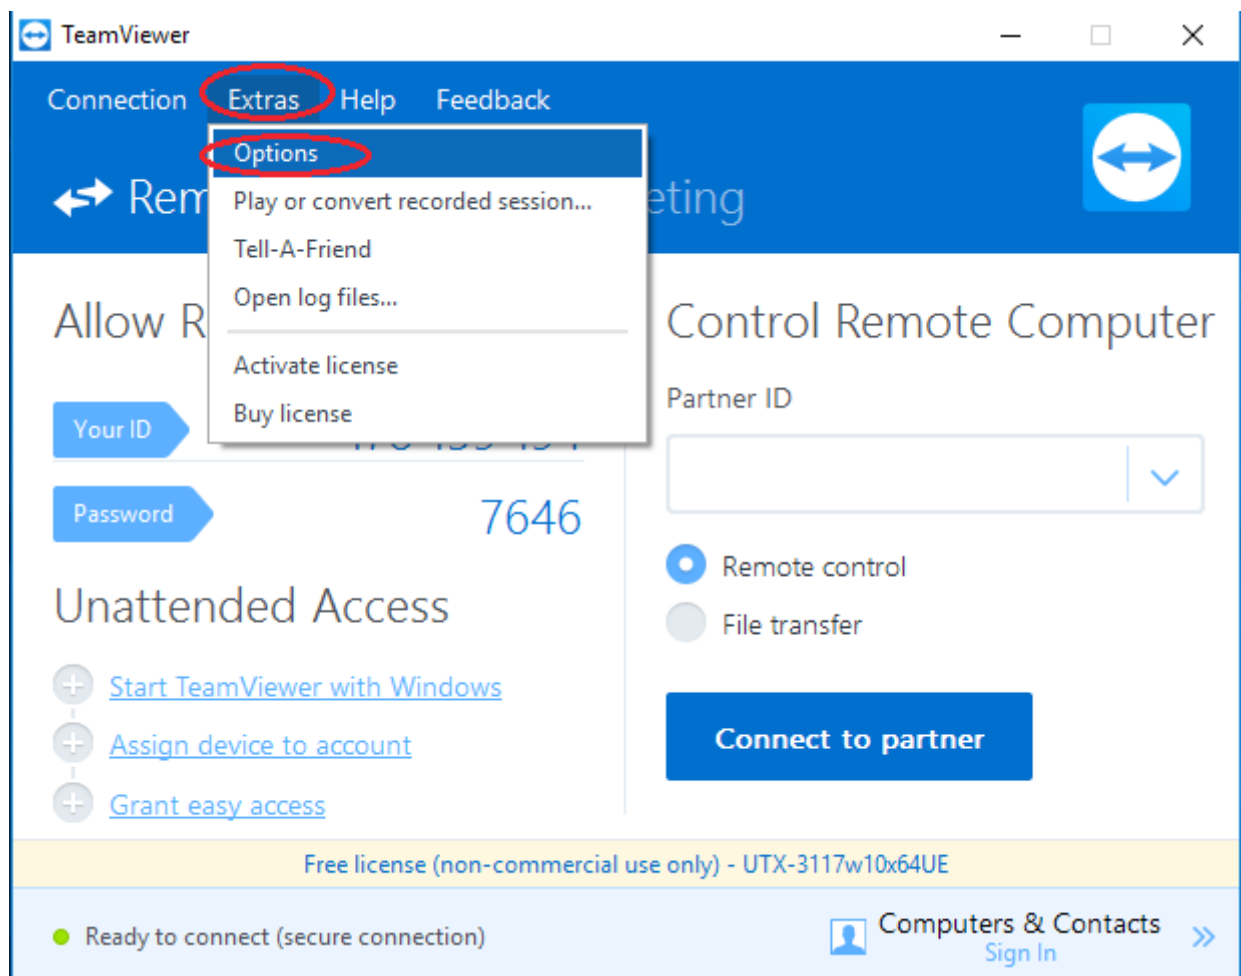 TeamViewer
Connection Extras Help Feedback
Options
Play or convert recorded session...
Tell-A-Friend
Open log files...
Activate license
Buy license
Allow R
Your ID
Password 7646
Unattended Access
Start TeamViewer with Windows
Assign device to account
Grant easy access
Control Remote Computer
Partner ID
Remote control
File transfer
Connect to partner
Free license (non-commercial use only) - UTX-3117w10x64UE
Ready to connect (secure connection)
Computers & Contacts
Sign In